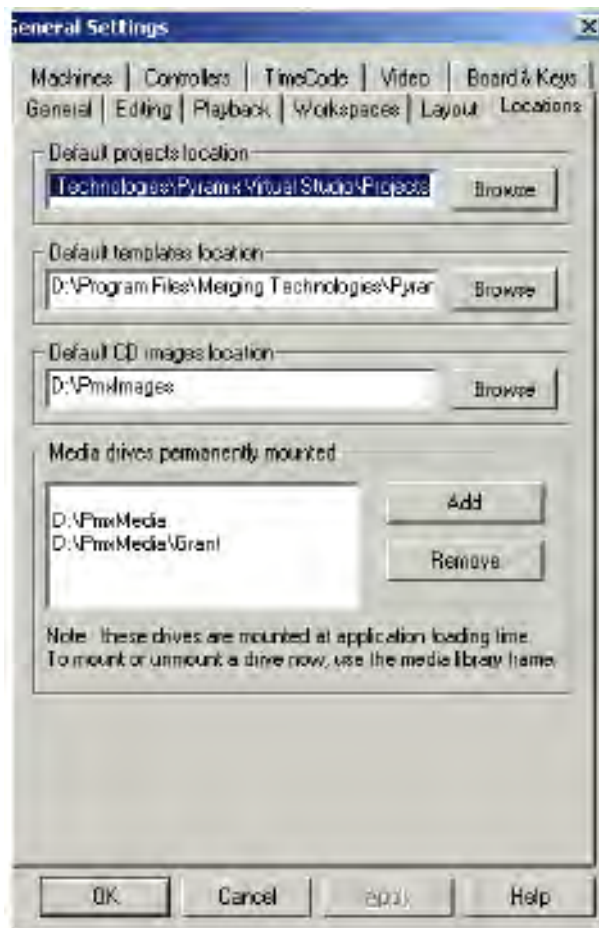 General Settings
Machines Controllers TimeCode Video Board & Keys
General Editing Playback Workspaces Layout Locations
Default projects location
Technologies\Pyramix Virtual Studio\Projects Browse
Default templates location
D:\Program Files\Merging Technologies\Pyrar Browse
Default CD images location
D:\PmxImages Browse
Media drives permanently mounted
D:\PmxMedia
D:\PmxMedia\Grant
Add
Remove
Note: these drives are mounted at application loading time.
To mount or unmount a drive now, use the media library frame.
OK Cancel Apply Help